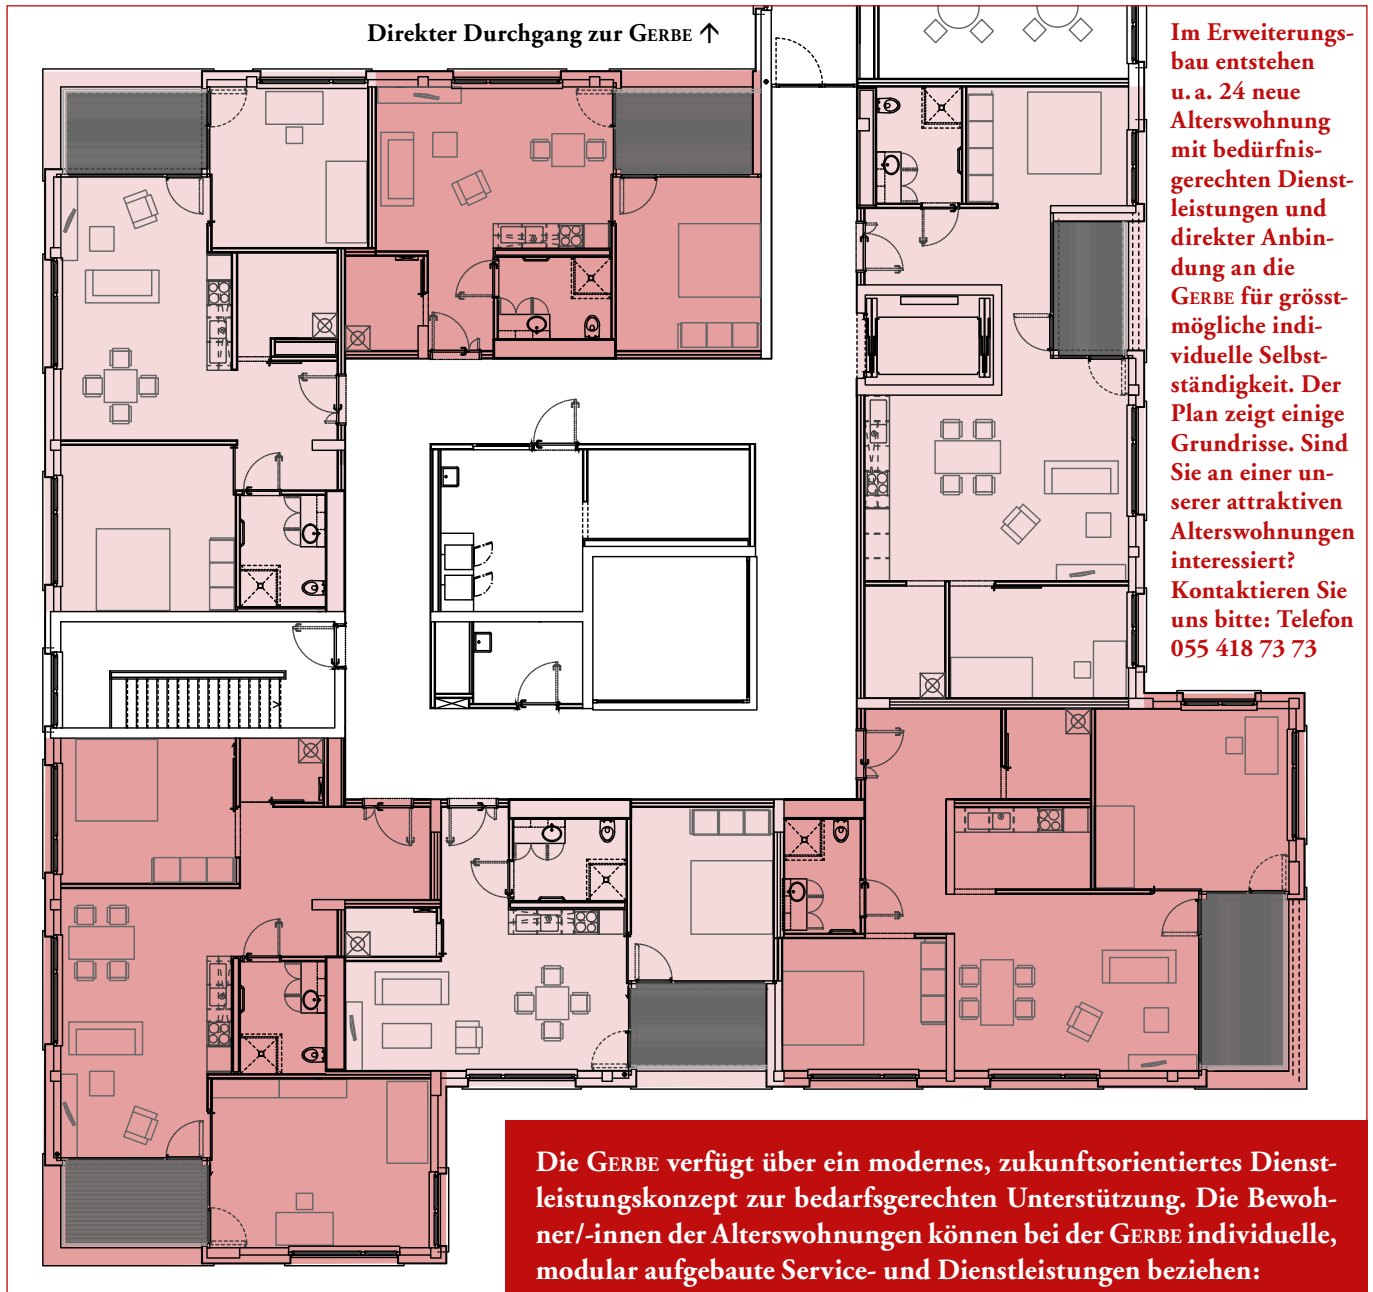 Direkter Durchgang zur GERBE ↑
Im Erweiterungs-
bau entstehen
u. a. 24 neue
Alterswohnung
mit bedürfnis-
gerechten Dienst-
leistungen und
direkter Anbin-
dung an die
GERBE für grösst-
mögliche indi-
viduelle Selbst-
ständigkeit. Der
Plan zeigt einige
Grundrisse. Sind
Sie an einer un-
serer attraktiven
Alterswohnungen
interessiert?
Kontaktieren Sie
uns bitte: Telefon
055 418 73 73
Die GERBE verfügt über ein modernes, zukunftsorientiertes Dienst-
leistungskonzept zur bedarfsgerechten Unterstützung. Die Bewoh-
ner/-innen der Alterswohnungen können bei der GERBE individuelle,
modular aufgebaute Service- und Dienstleistungen beziehen: